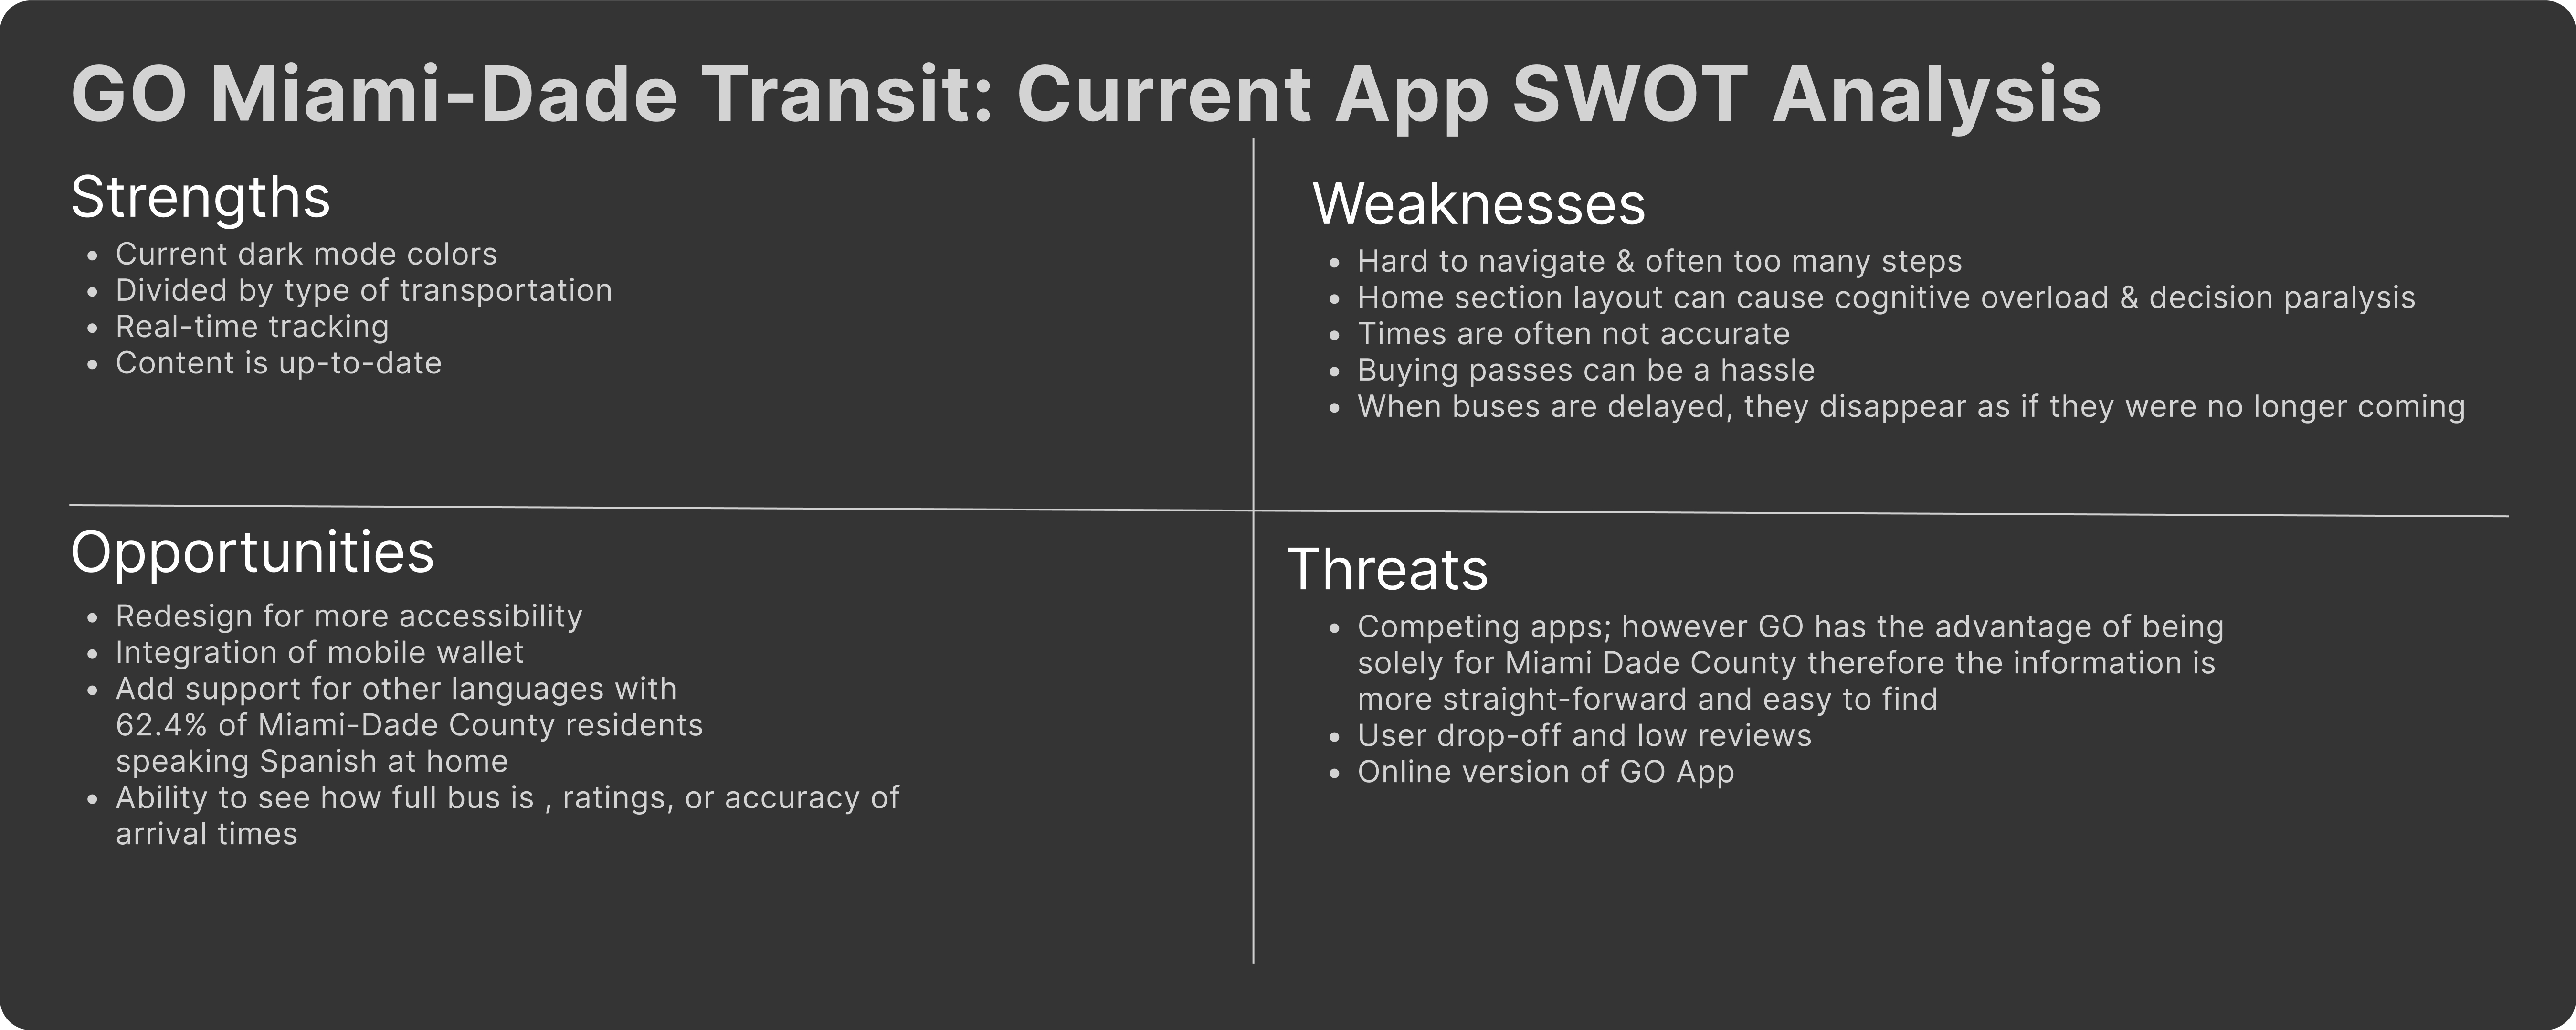 GO Miami-Dade Transit: Current App SWOT Analysis
Strengths
• Current dark mode colors
• Divided by type of transportation
• Real-time tracking
• Content is up-to-date
Weaknesses
• Hard to navigate & often too many steps
• Home section layout can cause cognitive overload & decision paralysis
• Times are often not accurate
• Buying passes can be a hassle
• When buses are delayed, they disappear as if they were no longer coming
Opportunities
• Redesign for more accessibility
• Integration of mobile wallet
• Add support for other languages with
62.4% of Miami-Dade County residents
speaking Spanish at home
• Ability to see how full bus is , ratings, or accuracy of
arrival times
Threats
• Competing apps; however GO has the advantage of being
solely for Miami Dade County therefore the information is
more straight-forward and easy to find
• User drop-off and low reviews
• Online version of GO App